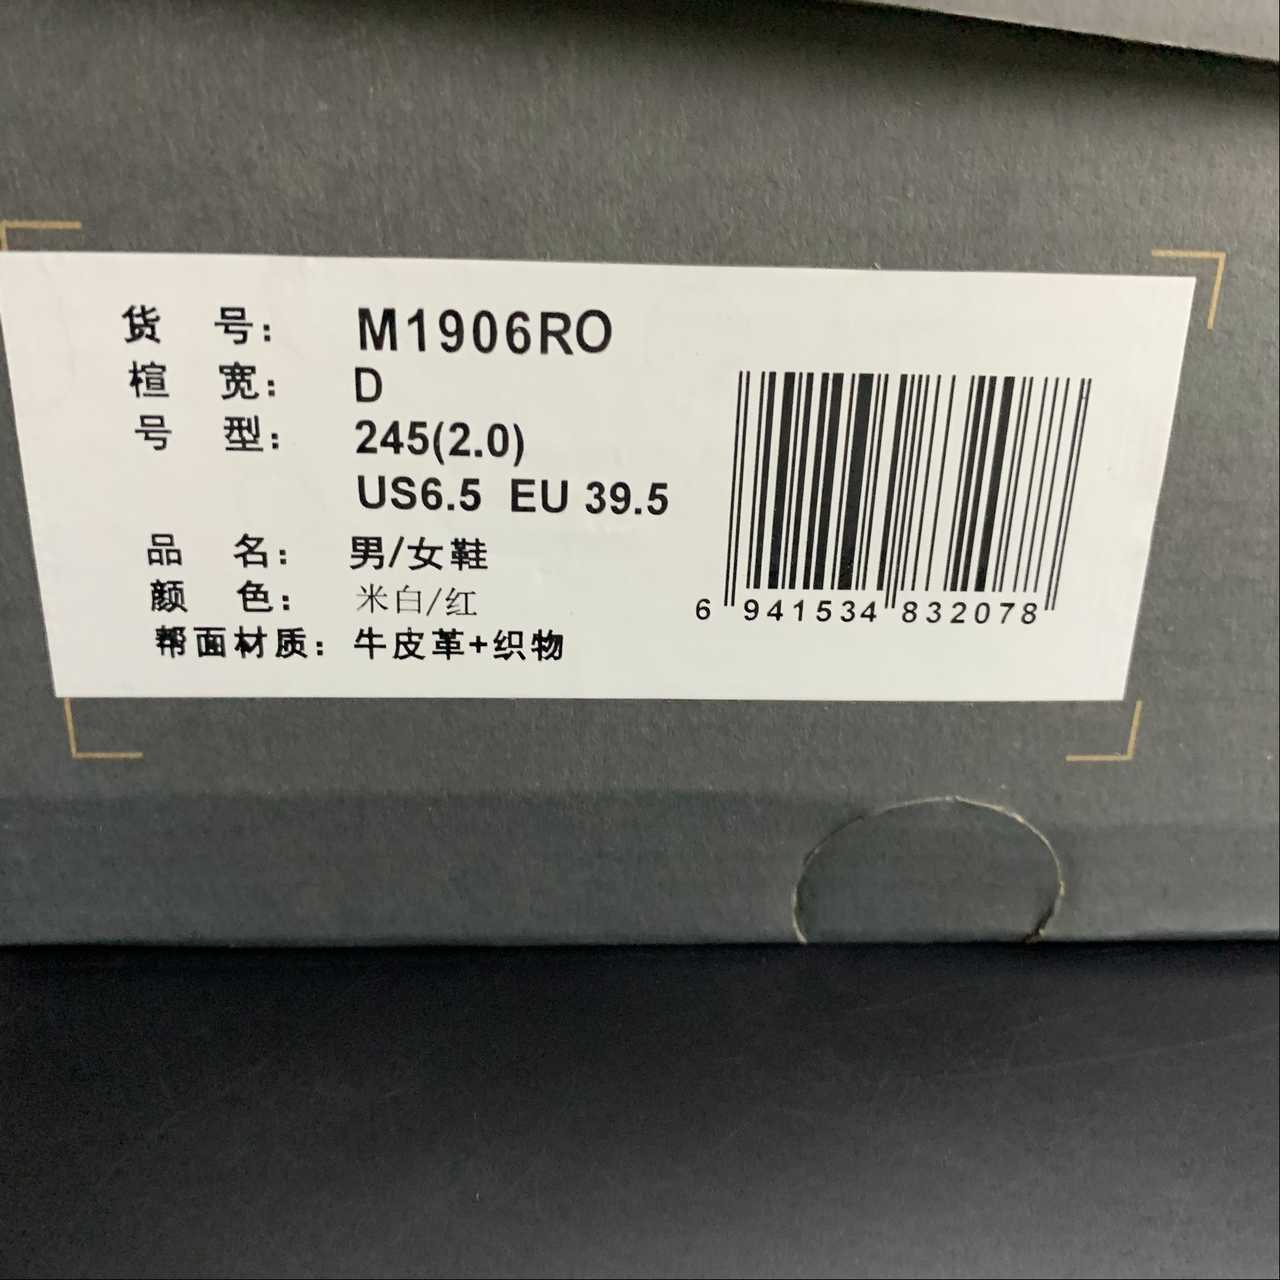 货 号: M1906RO
楦 宽: D
号 型: 245(2.0)
US6.5 EU 39.5
品 名: 男/女鞋
颜 色: 米白/红
帮面材质: 牛皮革+织物
6 941534 832078